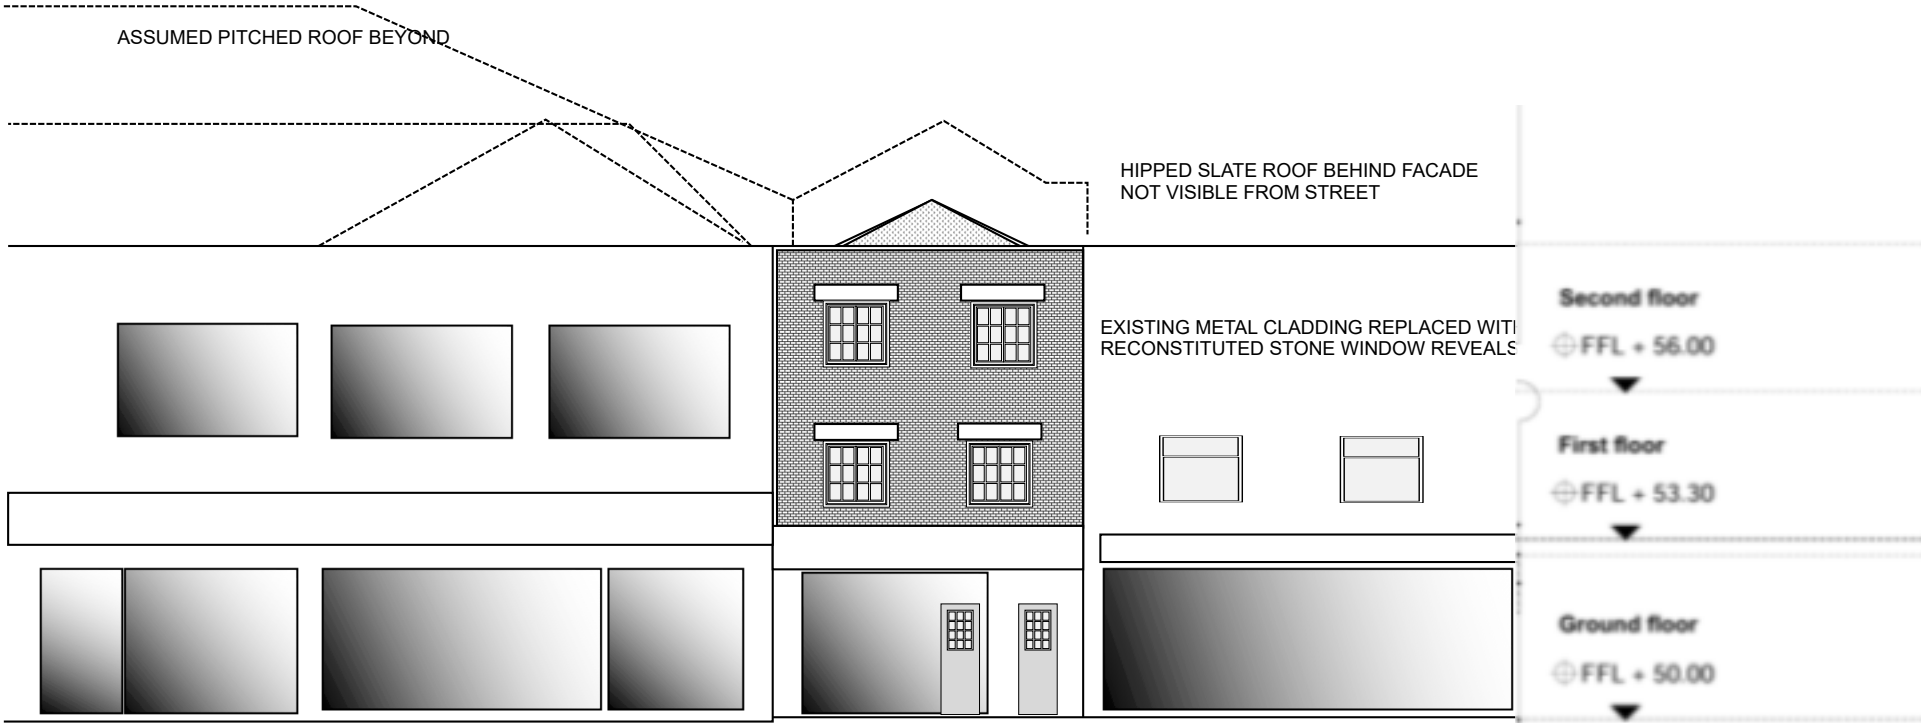 ASSUMED PITCHED ROOF BEYOND
HIPPED SLATE ROOF BEHIND FACADE
NOT VISIBLE FROM STREET
EXISTING METAL CLADDING REPLACED WITH
RECONSTITUTED STONE WINDOW REVEALS
Second floor
FFL + 56.00
First floor
FFL + 53.30
Ground floor
FFL + 50.00